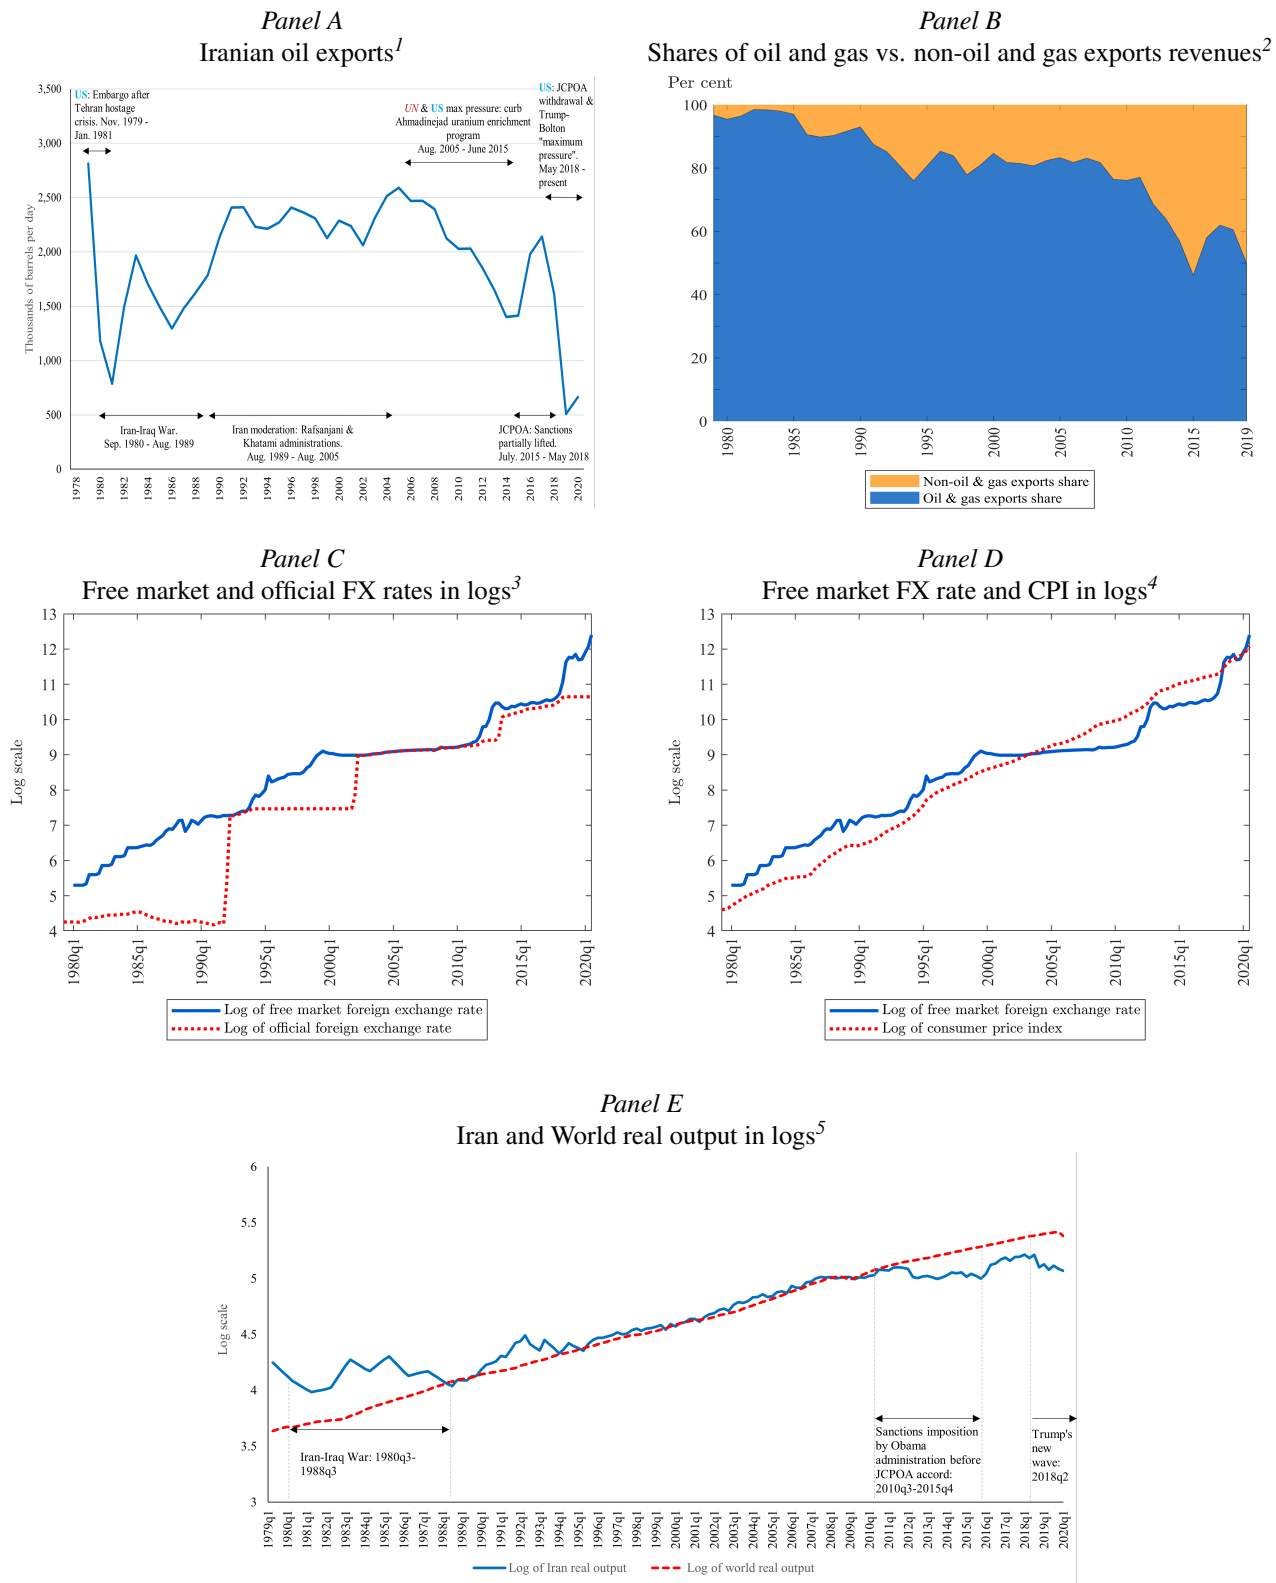 Panel A
Iranian oil exports1
3,500
3,000
2,500
2,000
1,500
1,000
500
0
Thousands of barrels per day
US: Embargo after
Tehran hostage
crisis. Nov. 1979 -
Jan. 1981
UN & US max pressure: curb
Ahmadinejad uranium enrichment
program
Aug. 2005 - June 2015
US: JCPOA
withdrawal &
Trump-
Bolton
"maximum
pressure".
May 2018 -
present
Iran-Iraq War.
Sep. 1980 - Aug. 1989
Iran moderation: Rafsanjani &
Khatami administrations.
Aug. 1989 - Aug. 2005
JCPOA: Sanctions
partially lifted.
July. 2015 - May 2018
1978 1980 1982 1984 1986 1988 1990 1992 1994 1996 1998 2000 2002 2004 2006 2008 2010 2012 2014 2016 2018 2020
Panel B
Shares of oil and gas vs. non-oil and gas exports revenues2
Per cent
100
80
60
40
20
0
1980 1985 1990 1995 2000 2005 2010 2015 2019
Non-oil & gas exports share
Oil & gas exports share
Panel C
Free market and official FX rates in logs3
13
12
11
10
9
8
7
6
5
4
Log scale
1980q1 1985q1 1990q1 1995q1 2000q1 2005q1 2010q1 2015q1 2020q1
Log of free market foreign exchange rate
Log of official foreign exchange rate
Panel D
Free market FX rate and CPI in logs4
13
12
11
10
9
8
7
6
5
4
Log scale
1980q1 1985q1 1990q1 1995q1 2000q1 2005q1 2010q1 2015q1 2020q1
Log of free market foreign exchange rate
Log of consumer price index
Panel E
Iran and World real output in logs5
6
5.5
5
4.5
4
3.5
3
Log scale
Iran-Iraq War: 1980q3-
1988q3
Sanctions imposition
by Obama
administration before
JCPOA accord:
2010q3-2015q4
Trump's
new
wave:
2018q2
1979q1 1980q1 1981q1 1982q1 1983q1 1984q1 1985q1 1986q1 1987q1 1988q1 1989q1 1990q1 1991q1 1992q1 1993q1 1994q1 1995q1 1996q1 1997q1 1998q1 1999q1 2000q1 2001q1 2002q1 2003q1 2004q1 2005q1 2006q1 2007q1 2008q1 2009q1 2010q1 2011q1 2012q1 2013q1 2014q1 2015q1 2016q1 2017q1 2018q1 2019q1 2020q1
Log of Iran real output
Log of world real output